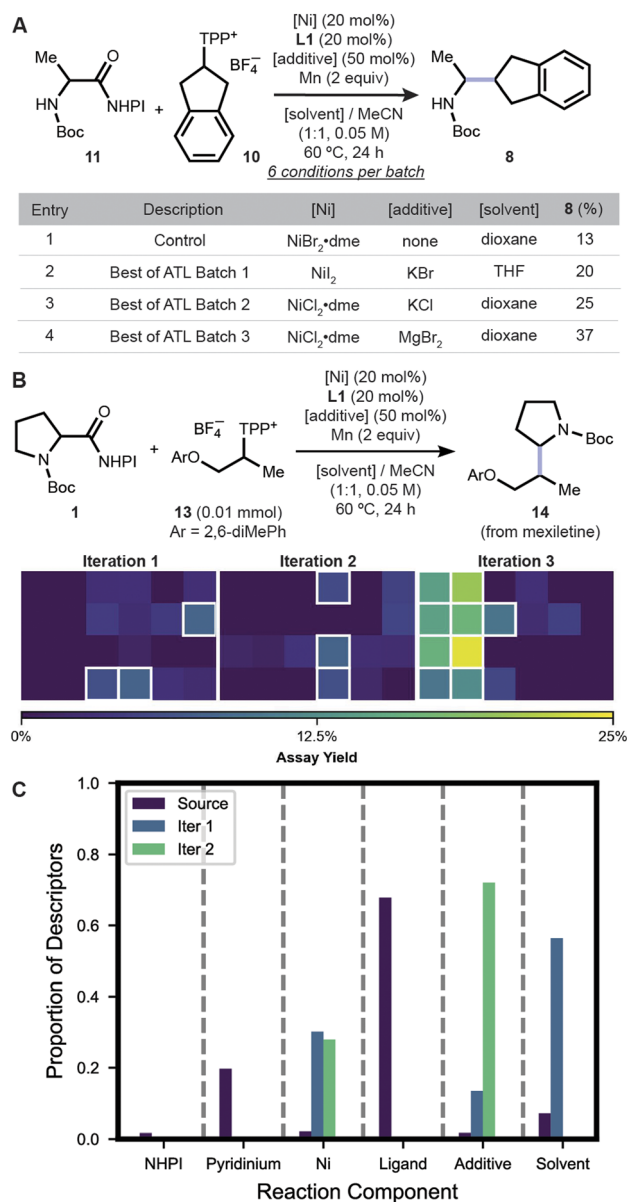 A
TPP⁺
BF₄⁻
Me
O
HN
NHPI
Boc
11
+
10
[Ni] (20 mol%)
L1 (20 mol%)
[additive] (50 mol%)
Mn (2 equiv)
[solvent] / MeCN
(1:1, 0.05 M)
60 ºC, 24 h
6 conditions per batch
Me
HN
Boc
8
Entry Description [Ni] [additive] [solvent] 8 (%)
1 Control NiBr₂•dme none dioxane 13
2 Best of ATL Batch 1 NiI₂ KBr THF 20
3 Best of ATL Batch 2 NiCl₂•dme KCl dioxane 25
4 Best of ATL Batch 3 NiCl₂•dme MgBr₂ dioxane 37
B
O
N
NHPI
Boc
1
+
BF₄⁻ TPP⁺
ArO
Me
13 (0.01 mmol)
Ar = 2,6-diMePh
[Ni] (20 mol%)
L1 (20 mol%)
[additive] (50 mol%)
Mn (2 equiv)
[solvent] / MeCN
(1:1, 0.05 M)
60 ºC, 24 h
N
Boc
ArO
Me
14
(from mexiletine)
Iteration 1 Iteration 2 Iteration 3
0% 12.5% 25%
Assay Yield
C
Proportion of Descriptors
1.0
0.8
0.6
0.4
0.2
0.0
Source
Iter 1
Iter 2
NHPI Pyridinium Ni Ligand Additive Solvent
Reaction Component